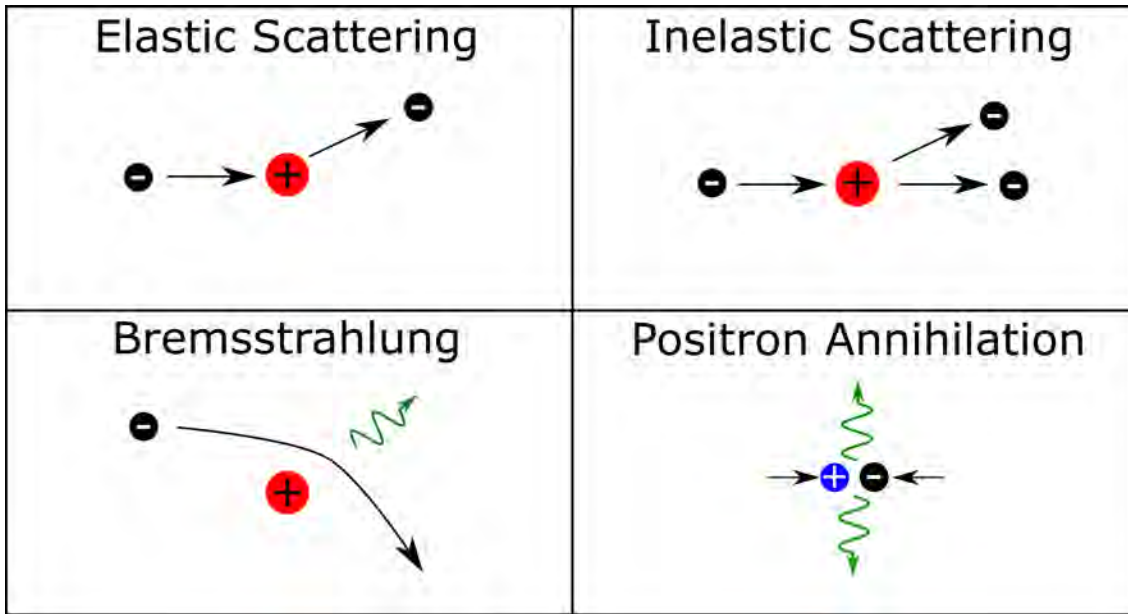 Elastic Scattering
Inelastic Scattering
Bremsstrahlung
Positron Annihilation